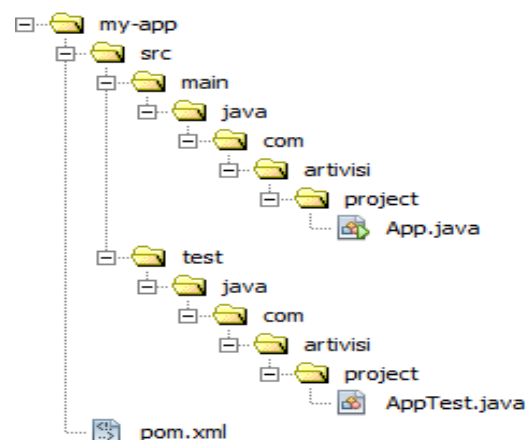 my-app
src
main
java
com
artivisi
project
App.java
test
java
com
artivisi
project
AppTest.java
pom.xml